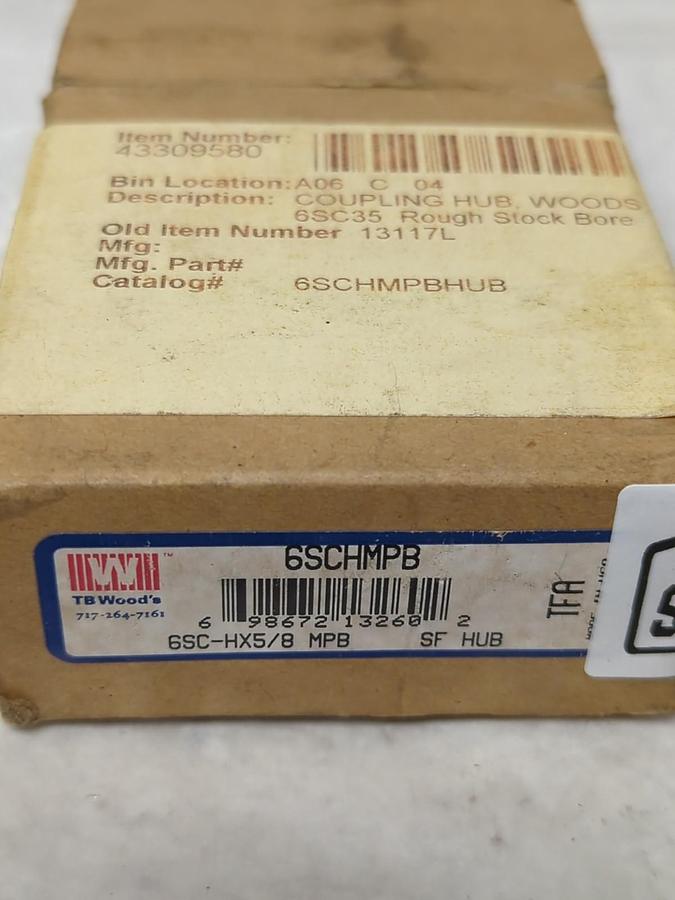 Item Number:
43309580
Bin Location: A06 C 04
Description: COUPLING HUB, WOODS
6SC35 Rough Stock Bore
Old Item Number 13117L
Mfg:
Mfg. Part#
Catalog# 6SCHMPBHUB
6SCHMPB
TB Wood's
717-264-7161
6 98672 13260 2
6SC-HX5/8 MPB SF HUB
TFA